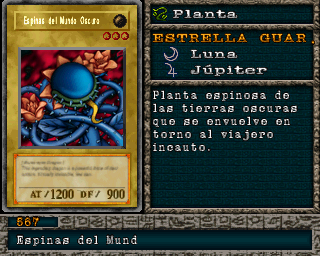 Espinas del Mundo Oscuro
Planta
ESTRELLA GUAR.
Luna
Júpiter
Planta espinosa de
las tierras oscuras
que se envuelve en
torno al viajero
incauto.
AT/1200 DF/ 900
567
Espinas del Mund